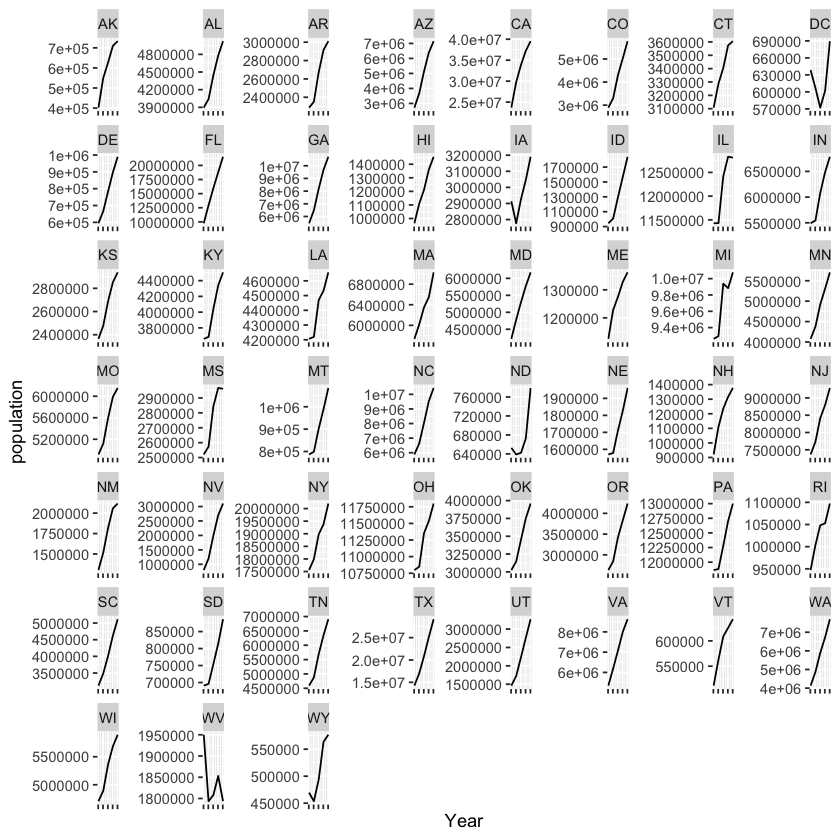 AK AL AR AZ CA CO CT DC
7e+05 6e+05 5e+05 4e+05
4800000 4500000 4200000 3900000
3000000 2800000 2600000 2400000
7e+06 6e+06 5e+06 4e+06 3e+06
4.0e+07 3.5e+07 3.0e+07 2.5e+07
5e+06 4e+06 3e+06
3600000 3500000 3400000 3300000 3200000 3100000
690000 660000 630000 600000 570000
DE FL GA HI IA ID IL IN
1e+06 9e+05 8e+05 7e+05 6e+05
20000000 17500000 15000000 12500000 10000000
1e+07 9e+06 8e+06 7e+06 6e+06
1400000 1300000 1200000 1100000 1000000
3200000 3100000 3000000 2900000 2800000
1700000 1500000 1300000 1100000 900000
12500000 12000000 11500000
6500000 6000000 5500000
KS KY LA MA MD ME MI MN
2800000 2600000 2400000
4400000 4200000 4000000 3800000
4600000 4500000 4400000 4300000 4200000
6800000 6400000 6000000
6000000 5500000 5000000 4500000
1300000 1200000
1.0e+07 9.8e+06 9.6e+06 9.4e+06
5500000 5000000 4500000 4000000
MO MS MT NC ND NE NH NJ
6000000 5600000 5200000
2900000 2800000 2700000 2600000 2500000
1e+06 9e+05 8e+05
1e+07 9e+06 8e+06 7e+06 6e+06
760000 720000 680000 640000
1900000 1800000 1700000 1600000
1400000 1300000 1200000 1100000 1000000 900000
9000000 8500000 8000000 7500000
NM NV NY OH OK OR PA RI
2000000 1750000 1500000
3000000 2500000 2000000 1500000 1000000
20000000 19500000 19000000 18500000 18000000 17500000
11750000 11500000 11250000 11000000 10750000
4000000 3750000 3500000 3250000 3000000
4000000 3500000 3000000
13000000 12750000 12500000 12250000 12000000
1100000 1050000 1000000 950000
SC SD TN TX UT VA VT WA
5000000 4500000 4000000 3500000
850000 800000 750000 700000
7000000 6500000 6000000 5500000 5000000 4500000
2.5e+07 2.0e+07 1.5e+07
3000000 2500000 2000000 1500000
8e+06 7e+06 6e+06
600000 550000
7e+06 6e+06 5e+06 4e+06
WI WV WY
5500000 5000000
1950000 1900000 1850000 1800000
550000 500000 450000
population
Year